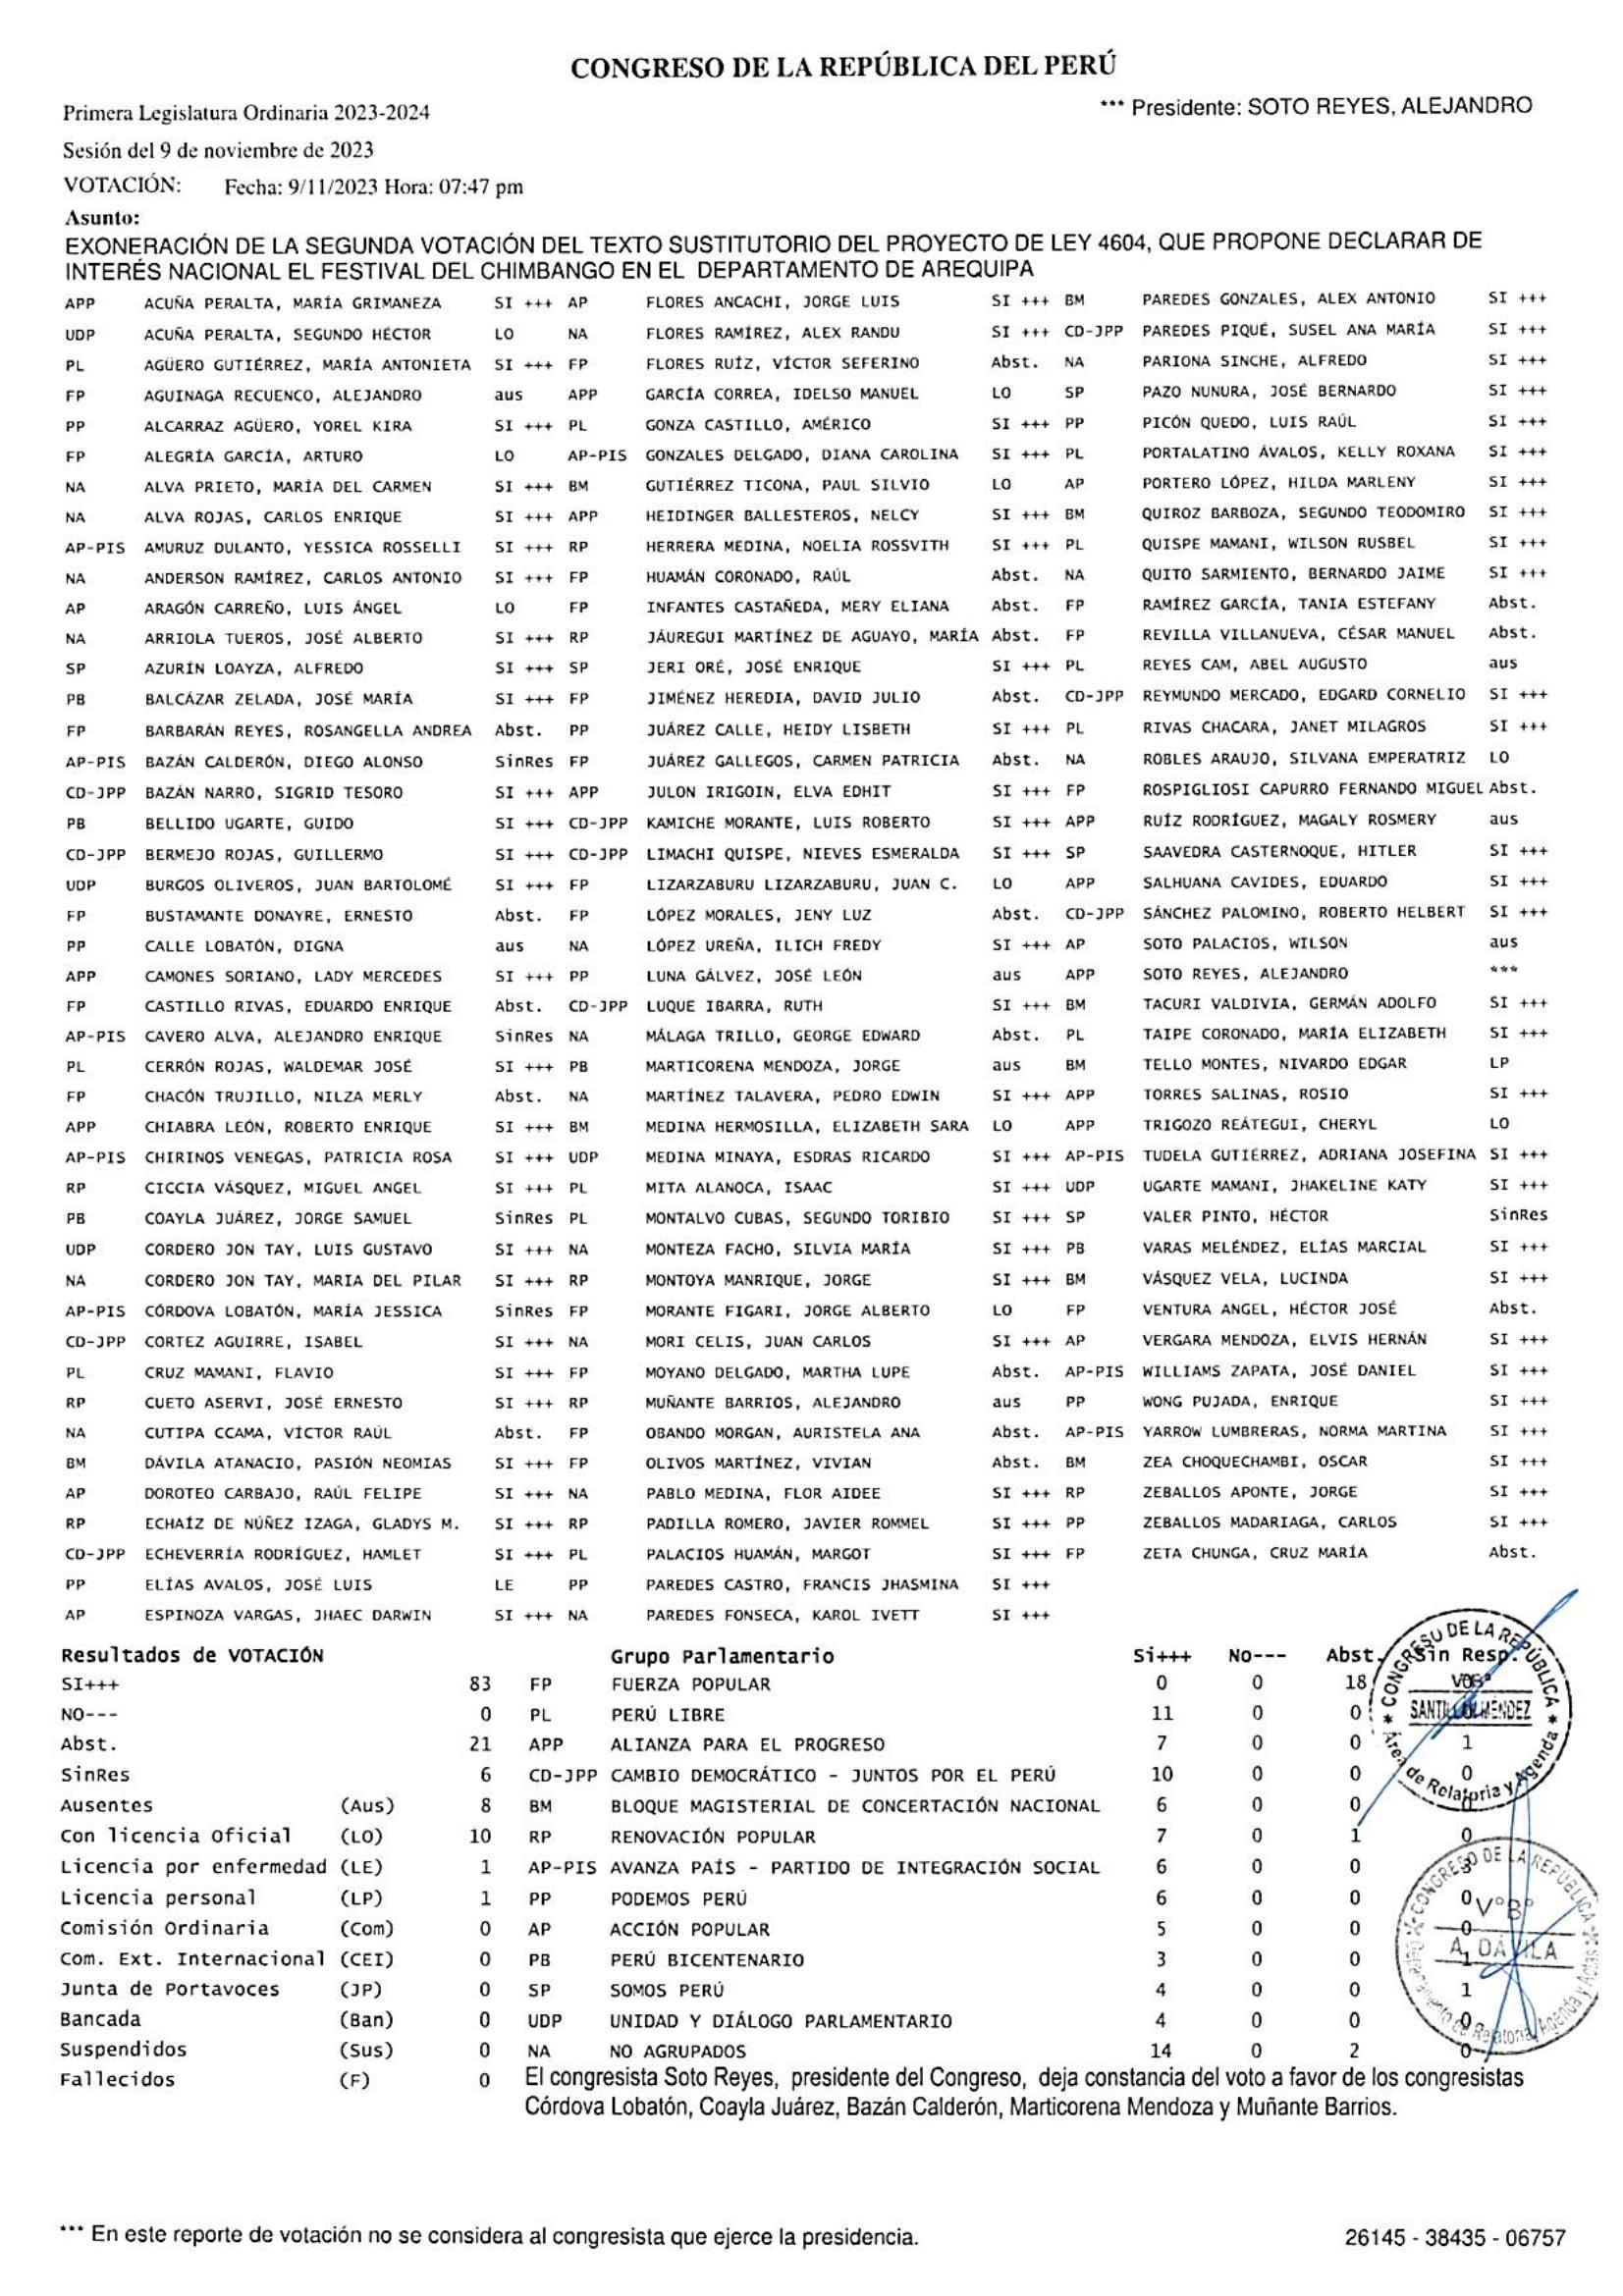 CONGRESO DE LA REPÚBLICA DEL PERÚ
Primera Legislatura Ordinaria 2023-2024 *** Presidente: SOTO REYES, ALEJANDRO
Sesión del 9 de noviembre de 2023
VOTACIÓN: Fecha: 9/11/2023 Hora: 07:47 pm
Asunto:
EXONERACIÓN DE LA SEGUNDA VOTACIÓN DEL TEXTO SUSTITUTORIO DEL PROYECTO DE LEY 4604, QUE PROPONE DECLARAR DE
INTERÉS NACIONAL EL FESTIVAL DEL CHIMBANGO EN EL DEPARTAMENTO DE AREQUIPA
APP ACUÑA PERALTA, MARÍA GRIMANEZA SI +++ AP FLORES ANCACHI, JORGE LUIS SI +++ BM PAREDES GONZALES, ALEX ANTONIO SI +++
UDP ACUÑA PERALTA, SEGUNDO HÉCTOR LO NA FLORES RAMÍREZ, ALEX RANDU SI +++ CD-JPP PAREDES PIQUÉ, SUSEL ANA MARÍA SI +++
PL AGÜERO GUTIÉRREZ, MARÍA ANTONIETA SI +++ FP FLORES RUÍZ, VÍCTOR SEFERINO Abst. NA PARIONA SINCHE, ALFREDO SI +++
FP AGUINAGA RECUENCO, ALEJANDRO aus APP GARCÍA CORREA, IDELSO MANUEL LO SP PAZO NUNURA, JOSÉ BERNARDO SI +++
PP ALCARRAZ AGÜERO, YOREL KIRA SI +++ PL GONZA CASTILLO, AMÉRICO SI +++ PP PICÓN QUEDO, LUIS RAÚL SI +++
FP ALEGRÍA GARCÍA, ARTURO LO AP-PIS GONZALES DELGADO, DIANA CAROLINA SI +++ PL PORTALATINO ÁVALOS, KELLY ROXANA SI +++
NA ALVA PRIETO, MARÍA DEL CARMEN SI +++ BM GUTIÉRREZ TICONA, PAUL SILVIO LO AP PORTERO LÓPEZ, HILDA MARLENY SI +++
NA ALVA ROJAS, CARLOS ENRIQUE SI +++ APP HEIDINGER BALLESTEROS, NELCY SI +++ BM QUIROZ BARBOZA, SEGUNDO TEODOMIRO SI +++
AP-PIS AMURUZ DULANTO, YESSICA ROSSELLI SI +++ RP HERRERA MEDINA, NOELIA ROSSVITH SI +++ PL QUISPE MAMANI, WILSON RUSBEL SI +++
NA ANDERSON RAMÍREZ, CARLOS ANTONIO SI +++ FP HUAMÁN CORONADO, RAÚL Abst. NA QUITO SARMIENTO, BERNARDO JAIME SI +++
AP ARAGÓN CARREÑO, LUIS ÁNGEL LO FP INFANTES CASTAÑEDA, MERY ELIANA Abst. FP RAMÍREZ GARCÍA, TANIA ESTEFANY Abst.
NA ARRIOLA TUEROS, JOSÉ ALBERTO SI +++ RP JÁUREGUI MARTÍNEZ DE AGUAYO, MARÍA Abst. FP REVILLA VILLANUEVA, CÉSAR MANUEL Abst.
SP AZURÍN LOAYZA, ALFREDO SI +++ SP JERI ORÉ, JOSÉ ENRIQUE SI +++ PL REYES CAM, ABEL AUGUSTO aus
PB BALCÁZAR ZELADA, JOSÉ MARÍA SI +++ FP JIMÉNEZ HEREDIA, DAVID JULIO Abst. CD-JPP REYMUNDO MERCADO, EDGARD CORNELIO SI +++
FP BARBARÁN REYES, ROSANGELLA ANDREA Abst. PP JUÁREZ CALLE, HEIDY LISBETH SI +++ PL RIVAS CHACARA, JANET MILAGROS SI +++
AP-PIS BAZÁN CALDERÓN, DIEGO ALONSO SinRes FP JUÁREZ GALLEGOS, CARMEN PATRICIA Abst. NA ROBLES ARAUJO, SILVANA EMPERATRIZ LO
CD-JPP BAZÁN NARRO, SIGRID TESORO SI +++ APP JULON IRIGOIN, ELVA EDHIT SI +++ FP ROSPIGLIOSI CAPURRO FERNANDO MIGUEL Abst.
PB BELLIDO UGARTE, GUIDO SI +++ CD-JPP KAMICHE MORANTE, LUIS ROBERTO SI +++ APP RUÍZ RODRÍGUEZ, MAGALY ROSMERY aus
CD-JPP BERMEJO ROJAS, GUILLERMO SI +++ CD-JPP LIMACHI QUISPE, NIEVES ESMERALDA SI +++ SP SAAVEDRA CASTERNOQUE, HITLER SI +++
UDP BURGOS OLIVEROS, JUAN BARTOLOMÉ SI +++ FP LIZARZABURU LIZARZABURU, JUAN C. LO APP SALHUANA CAVIDES, EDUARDO SI +++
FP BUSTAMANTE DONAYRE, ERNESTO Abst. FP LÓPEZ MORALES, JENY LUZ Abst. CD-JPP SÁNCHEZ PALOMINO, ROBERTO HELBERT SI +++
PP CALLE LOBATÓN, DIGNA aus NA LÓPEZ UREÑA, ILICH FREDY SI +++ AP SOTO PALACIOS, WILSON aus
APP CAMONES SORIANO, LADY MERCEDES SI +++ PP LUNA GÁLVEZ, JOSÉ LEÓN aus APP SOTO REYES, ALEJANDRO ***
FP CASTILLO RIVAS, EDUARDO ENRIQUE Abst. CD-JPP LUQUE IBARRA, RUTH SI +++ BM TACURI VALDIVIA, GERMÁN ADOLFO SI +++
AP-PIS CAVERO ALVA, ALEJANDRO ENRIQUE SinRes NA MÁLAGA TRILLO, GEORGE EDWARD Abst. PL TAIPE CORONADO, MARÍA ELIZABETH SI +++
PL CERRÓN ROJAS, WALDEMAR JOSÉ SI +++ PB MARTICORENA MENDOZA, JORGE aus BM TELLO MONTES, NIVARDO EDGAR LP
FP CHACÓN TRUJILLO, NILZA MERLY Abst. NA MARTÍNEZ TALAVERA, PEDRO EDWIN SI +++ APP TORRES SALINAS, ROSIO SI +++
APP CHIABRA LEÓN, ROBERTO ENRIQUE SI +++ BM MEDINA HERMOSILLA, ELIZABETH SARA LO APP TRIGOZO REÁTEGUI, CHERYL LO
AP-PIS CHIRINOS VENEGAS, PATRICIA ROSA SI +++ UDP MEDINA MINAYA, ESDRAS RICARDO SI +++ AP-PIS TUDELA GUTIÉRREZ, ADRIANA JOSEFINA SI +++
RP CICCIA VÁSQUEZ, MIGUEL ANGEL SI +++ PL MITA ALANOCA, ISAAC SI +++ UDP UGARTE MAMANI, JHAKELINE KATY SI +++
PB COAYLA JUÁREZ, JORGE SAMUEL SinRes PL MONTALVO CUBAS, SEGUNDO TORIBIO SI +++ SP VALER PINTO, HÉCTOR SinRes
UDP CORDERO JON TAY, LUIS GUSTAVO SI +++ NA MONTEZA FACHO, SILVIA MARÍA SI +++ PB VARAS MELÉNDEZ, ELÍAS MARCIAL SI +++
NA CORDERO JON TAY, MARIA DEL PILAR SI +++ RP MONTOYA MANRIQUE, JORGE SI +++ BM VÁSQUEZ VELA, LUCINDA SI +++
AP-PIS CÓRDOVA LOBATÓN, MARÍA JESSICA SinRes FP MORANTE FIGARI, JORGE ALBERTO LO FP VENTURA ANGEL, HÉCTOR JOSÉ Abst.
CD-JPP CORTEZ AGUIRRE, ISABEL SI +++ NA MORI CELIS, JUAN CARLOS SI +++ AP VERGARA MENDOZA, ELVIS HERNÁN SI +++
PL CRUZ MAMANI, FLAVIO SI +++ FP MOYANO DELGADO, MARTHA LUPE Abst. AP-PIS WILLIAMS ZAPATA, JOSÉ DANIEL SI +++
RP CUETO ASERVI, JOSÉ ERNESTO SI +++ RP MUÑANTE BARRIOS, ALEJANDRO aus PP WONG PUJADA, ENRIQUE SI +++
NA CUTIPA CCAMA, VÍCTOR RAÚL Abst. FP OBANDO MORGAN, AURISTELA ANA Abst. AP-PIS YARROW LUMBRERAS, NORMA MARTINA SI +++
BM DÁVILA ATANACIO, PASIÓN NEOMIAS SI +++ FP OLIVOS MARTÍNEZ, VIVIAN Abst. BM ZEA CHOQUECHAMBI, OSCAR SI +++
AP DOROTEO CARBAJO, RAÚL FELIPE SI +++ NA PABLO MEDINA, FLOR AIDEE SI +++ RP ZEBALLOS APONTE, JORGE SI +++
RP ECHAÍZ DE NÚÑEZ IZAGA, GLADYS M. SI +++ RP PADILLA ROMERO, JAVIER ROMMEL SI +++ PP ZEBALLOS MADARIAGA, CARLOS SI +++
CD-JPP ECHEVERRÍA RODRÍGUEZ, HAMLET SI +++ PL PALACIOS HUAMÁN, MARGOT SI +++ FP ZETA CHUNGA, CRUZ MARÍA Abst.
PP ELÍAS AVALOS, JOSÉ LUIS LE PP PAREDES CASTRO, FRANCIS JHASMINA SI +++
AP ESPINOZA VARGAS, JHAEC DARWIN SI +++ NA PAREDES FONSECA, KAROL IVETT SI +++
Resultados de VOTACIÓN Grupo Parlamentario Si+++ No--- Abst. Sin Resp.
SI+++ 83 FP FUERZA POPULAR 0 0 18
NO--- 0 PL PERÚ LIBRE 11 0 0
Abst. 21 APP ALIANZA PARA EL PROGRESO 7 0 0 1
SinRes 6 CD-JPP CAMBIO DEMOCRÁTICO - JUNTOS POR EL PERÚ 10 0 0 0
Ausentes (Aus) 8 BM BLOQUE MAGISTERIAL DE CONCERTACIÓN NACIONAL 6 0 0 0
Con licencia Oficial (LO) 10 RP RENOVACIÓN POPULAR 7 0 1 0
Licencia por enfermedad (LE) 1 AP-PIS AVANZA PAÍS - PARTIDO DE INTEGRACIÓN SOCIAL 6 0 0 3
Licencia personal (LP) 1 PP PODEMOS PERÚ 6 0 0 0
Comisión Ordinaria (Com) 0 AP ACCIÓN POPULAR 5 0 0 0
Com. Ext. Internacional (CEI) 0 PB PERÚ BICENTENARIO 3 0 0 1
Junta de Portavoces (JP) 0 SP SOMOS PERÚ 4 0 0 1
Bancada (Ban) 0 UDP UNIDAD Y DIÁLOGO PARLAMENTARIO 4 0 0 0
Suspendidos (Sus) 0 NA NO AGRUPADOS 14 0 2 0
Fallecidos (F) 0 El congresista Soto Reyes, presidente del Congreso, deja constancia del voto a favor de los congresistas
Córdova Lobatón, Coayla Juárez, Bazán Calderón, Marticorena Mendoza y Muñante Barrios.
CONGRESO DE LA REPÚBLICA
Área de Relatoría y Agenda
CONGRESO DE LA REPÚBLICA
V°B°
A. DÁVILA
*** En este reporte de votación no se considera al congresista que ejerce la presidencia. 26145 - 38435 - 06757